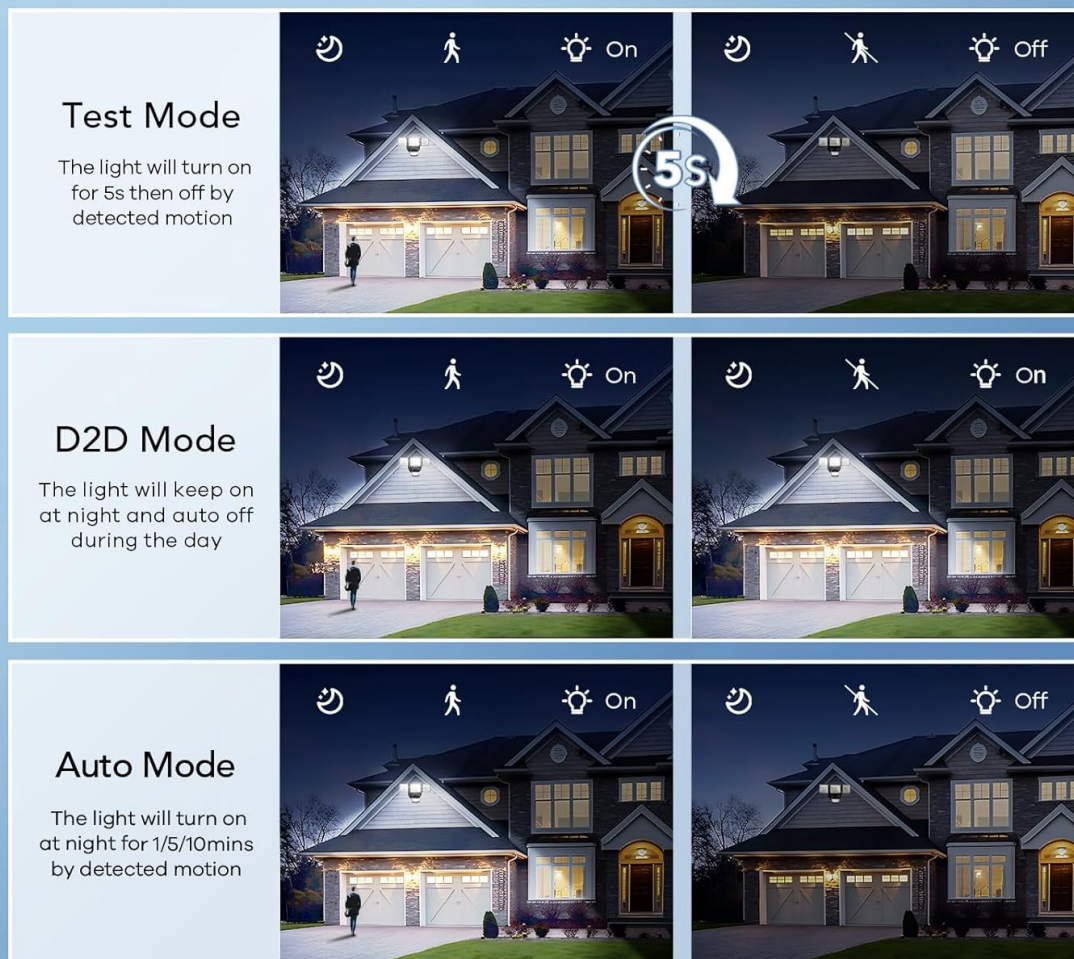 Test Mode
The light will turn on
for 5s then off by
detected motion
On
Off
5s
D2D Mode
The light will keep on
at night and auto off
during the day
On
On
Auto Mode
The light will turn on
at night for 1/5/10mins
by detected motion
On
Off